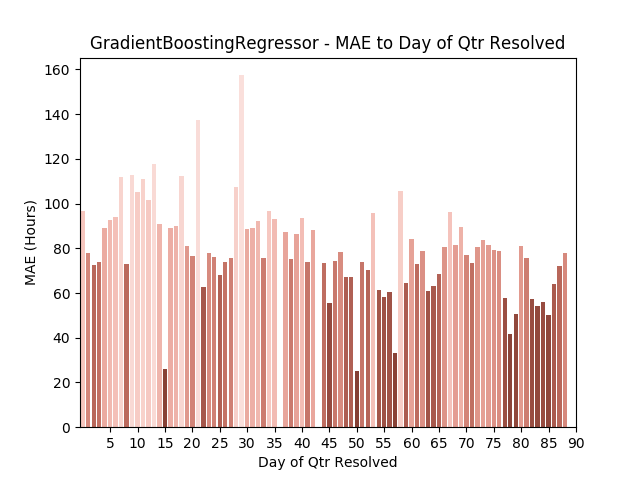 GradientBoostingRegressor - MAE to Day of Qtr Resolved
160
140
120
100
80
60
40
20
0
MAE (Hours)
5 10 15 20 25 30 35 40 45 50 55 60 65 70 75 80 85 90
Day of Qtr Resolved